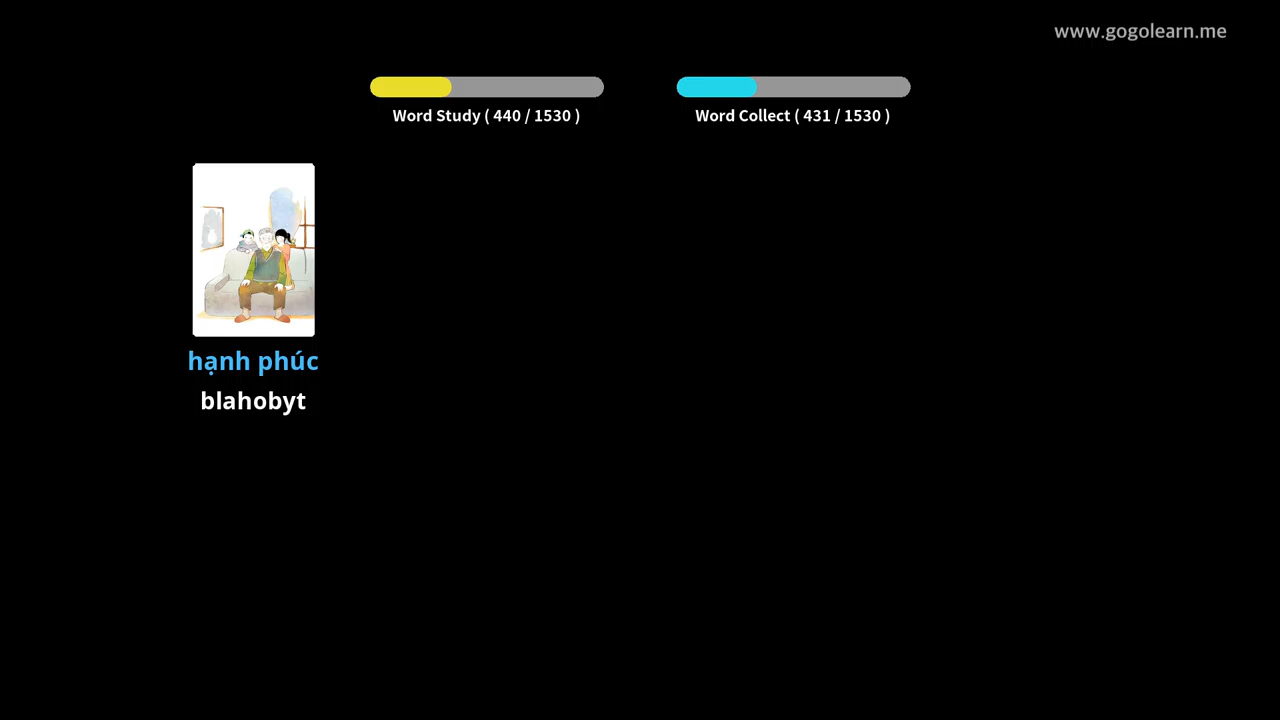 www.gogolearn.me
Word Study ( 440 / 1530 )
Word Collect ( 431 / 1530 )
hạnh phúc
blahobyt